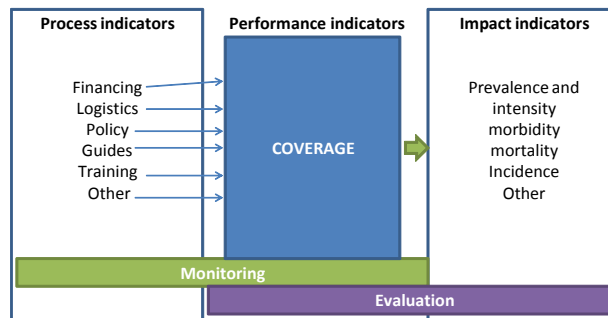 Process indicators
Performance indicators
Impact indicators
Financing
Logistics
Policy
Guides
Training
Other
COVERAGE
Prevalence and
intensity
morbidity
mortality
Incidence
Other
Monitoring
Evaluation